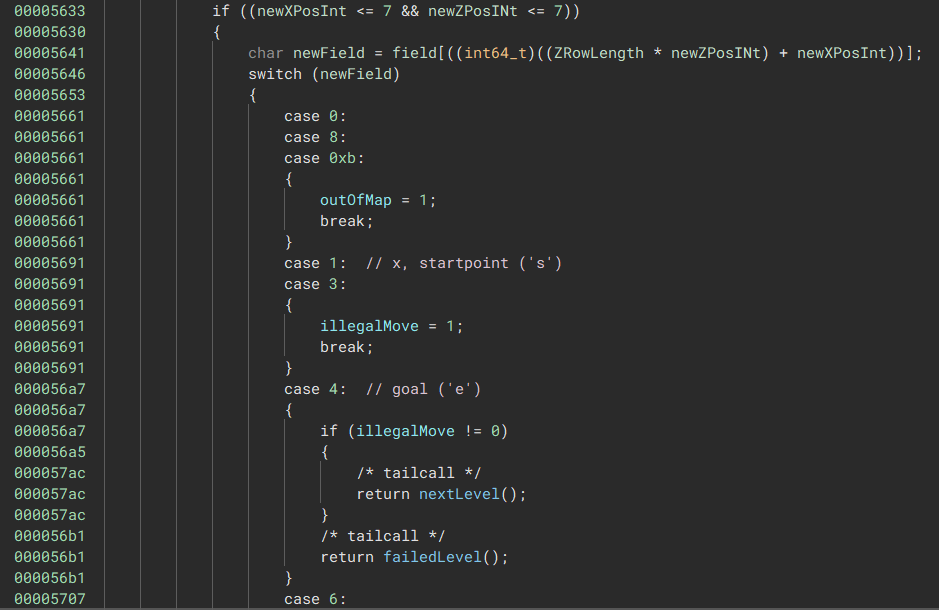 00005633 if ((newXPosInt <= 7 && newZPosINt <= 7))
00005630 {
00005641 char newField = field[((int64_t)((ZRowLength * newZPosINt) + newXPosInt))];
00005646 switch (newField)
00005653 {
00005661 case 0:
00005661 case 8:
00005661 case 0xb:
00005661 {
00005661 outOfMap = 1;
00005661 break;
00005661 }
00005691 case 1:  // x, startpoint ('s')
00005691 case 3:
00005691 {
00005691 illegalMove = 1;
00005691 break;
00005691 }
000056a7 case 4:  // goal ('e')
000056a7 {
000056a7 if (illegalMove != 0)
000056a5 {
000057ac /* tailcall */
000057ac return nextLevel();
000057ac }
000056b1 /* tailcall */
000056b1 return failedLevel();
000056b1 }
00005707 case 6: